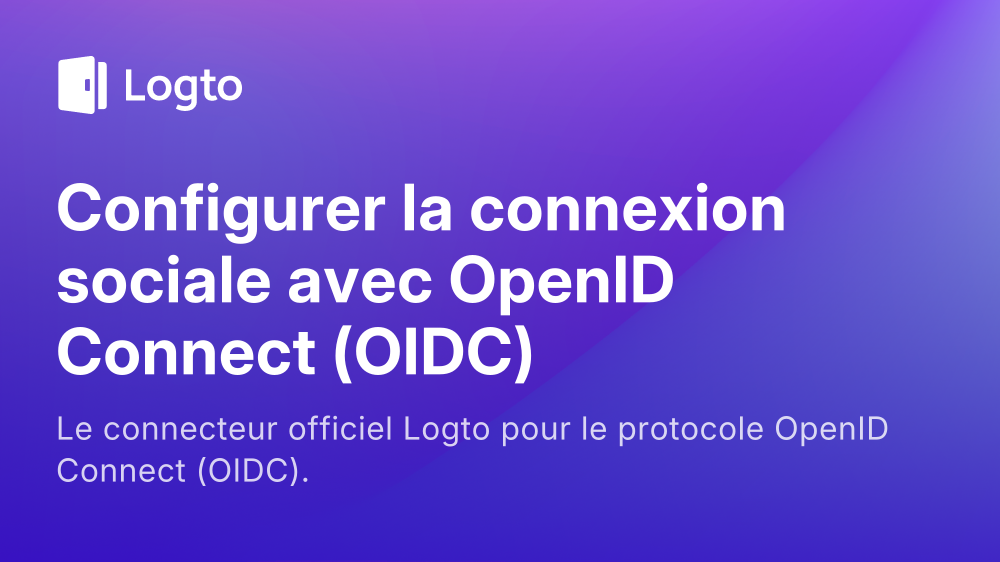 Logto
Configurer la connexion
sociale avec OpenID
Connect (OIDC)
Le connecteur officiel Logto pour le protocole OpenID
Connect (OIDC).